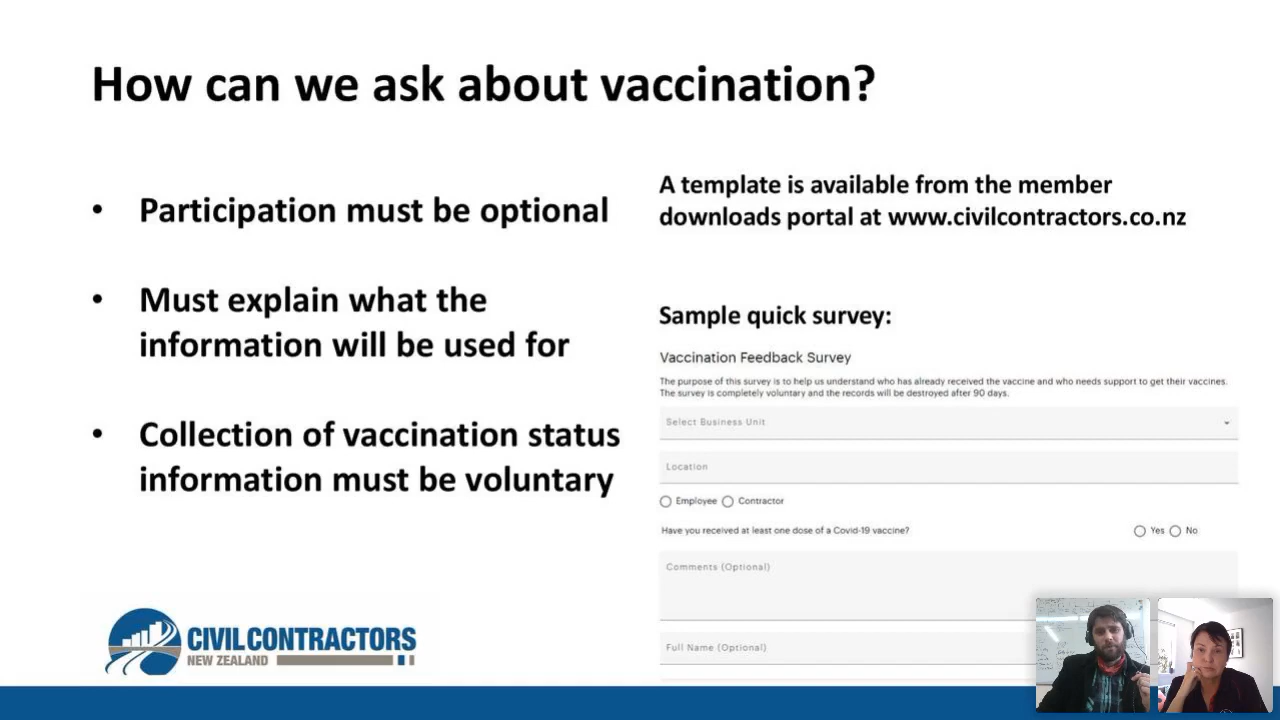 How can we ask about vaccination?
• Participation must be optional
• Must explain what the
information will be used for
• Collection of vaccination status
information must be voluntary
A template is available from the member
downloads portal at www.civilcontractors.co.nz
Sample quick survey:
Vaccination Feedback Survey
The purpose of this survey is to help us understand who has already received the vaccine and who needs support to get their vaccines.
The survey is completely voluntary and the records will be destroyed after 90 days.
Select Business Unit
Location
Employee Contractor
Have you received at least one dose of a Covid-19 vaccine? Yes No
Comments (Optional)
Full Name (Optional)
CIVIL CONTRACTORS
NEW ZEALAND